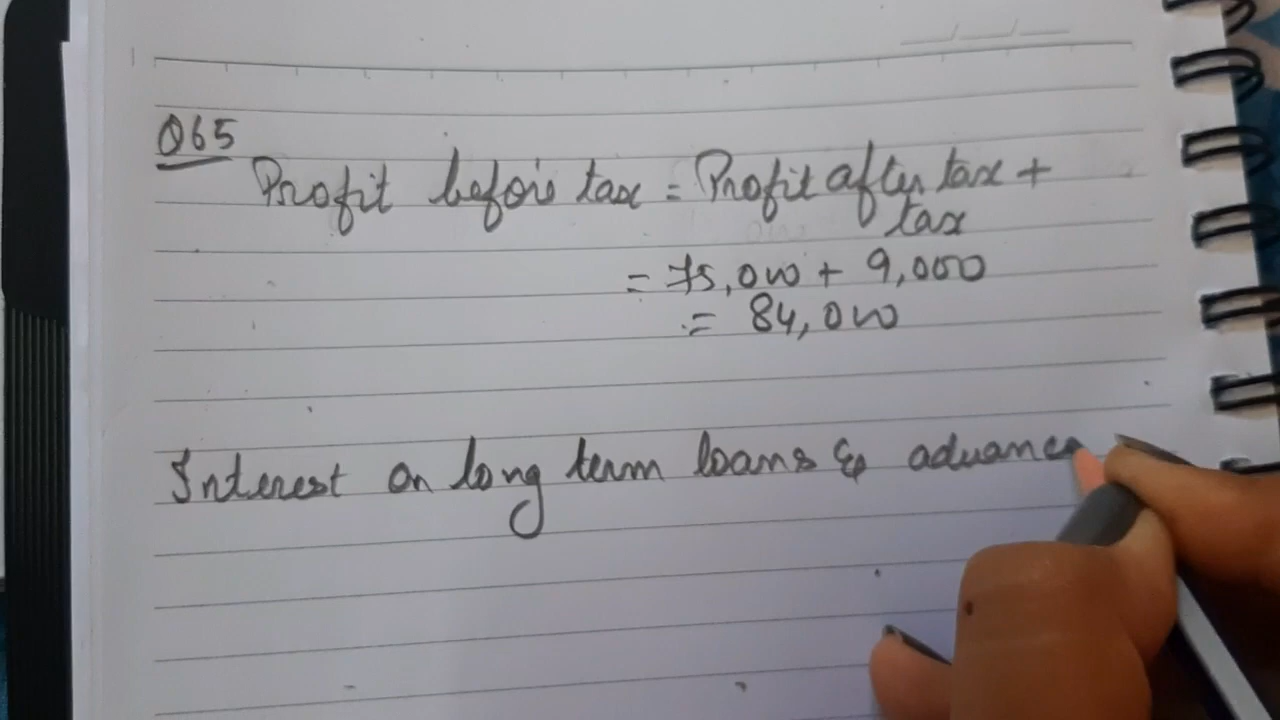 Q65
Profit before tax = Profit after tax +
tax
= 75,000 + 9,000
= 84,000
Interest on long term loans & advance